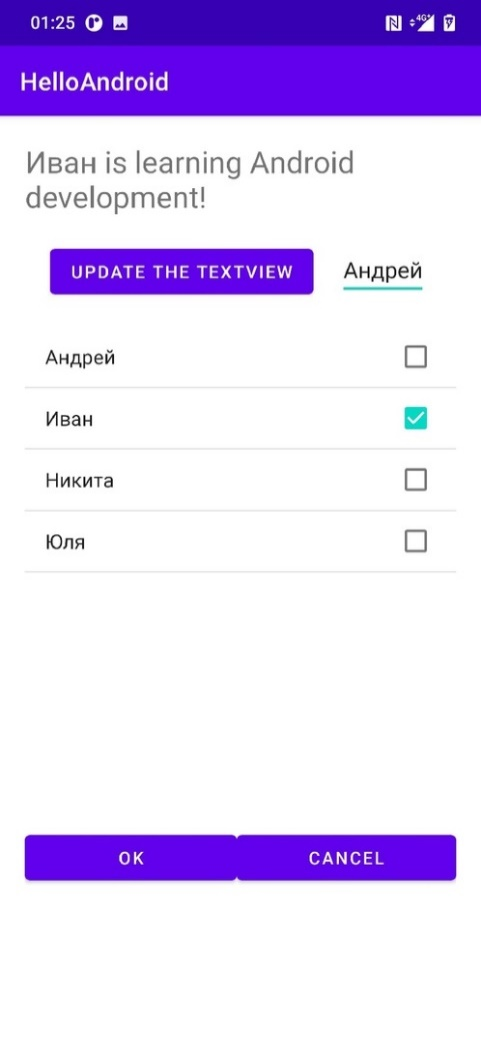 01:25 4G+
HelloAndroid
Иван is learning Android
development!
UPDATE THE TEXTVIEW Андрей
Андрей
Иван
Никита
Юля
OK CANCEL